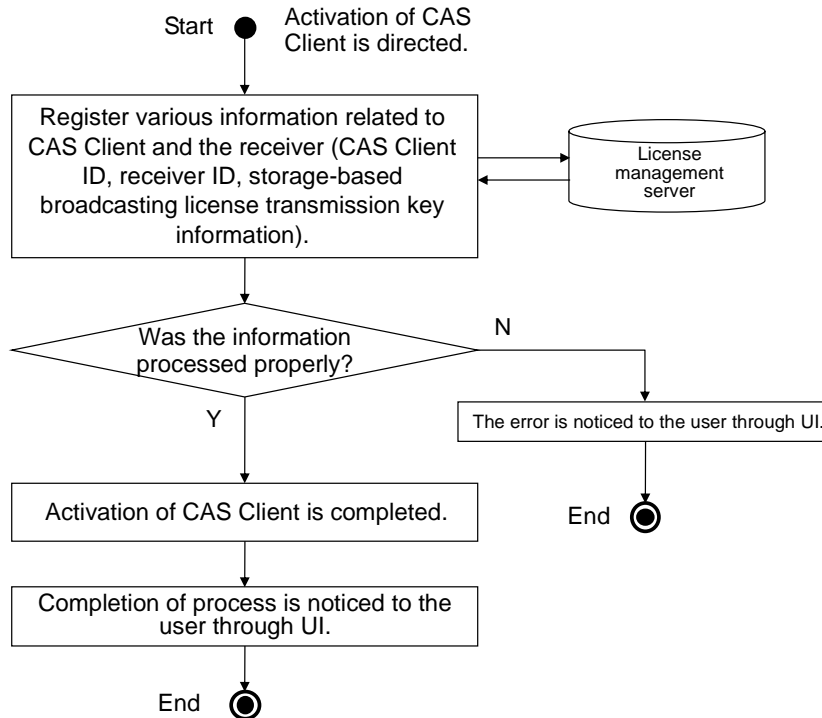 Start
Activation of CAS
Client is directed.
Register various information related to
CAS Client and the receiver (CAS Client
ID, receiver ID, storage-based
broadcasting license transmission key
information).
License
management
server
Was the information
processed properly?
N
Y
The error is noticed to the user through UI.
Activation of CAS Client is completed.
End
Completion of process is noticed to the
user through UI.
End